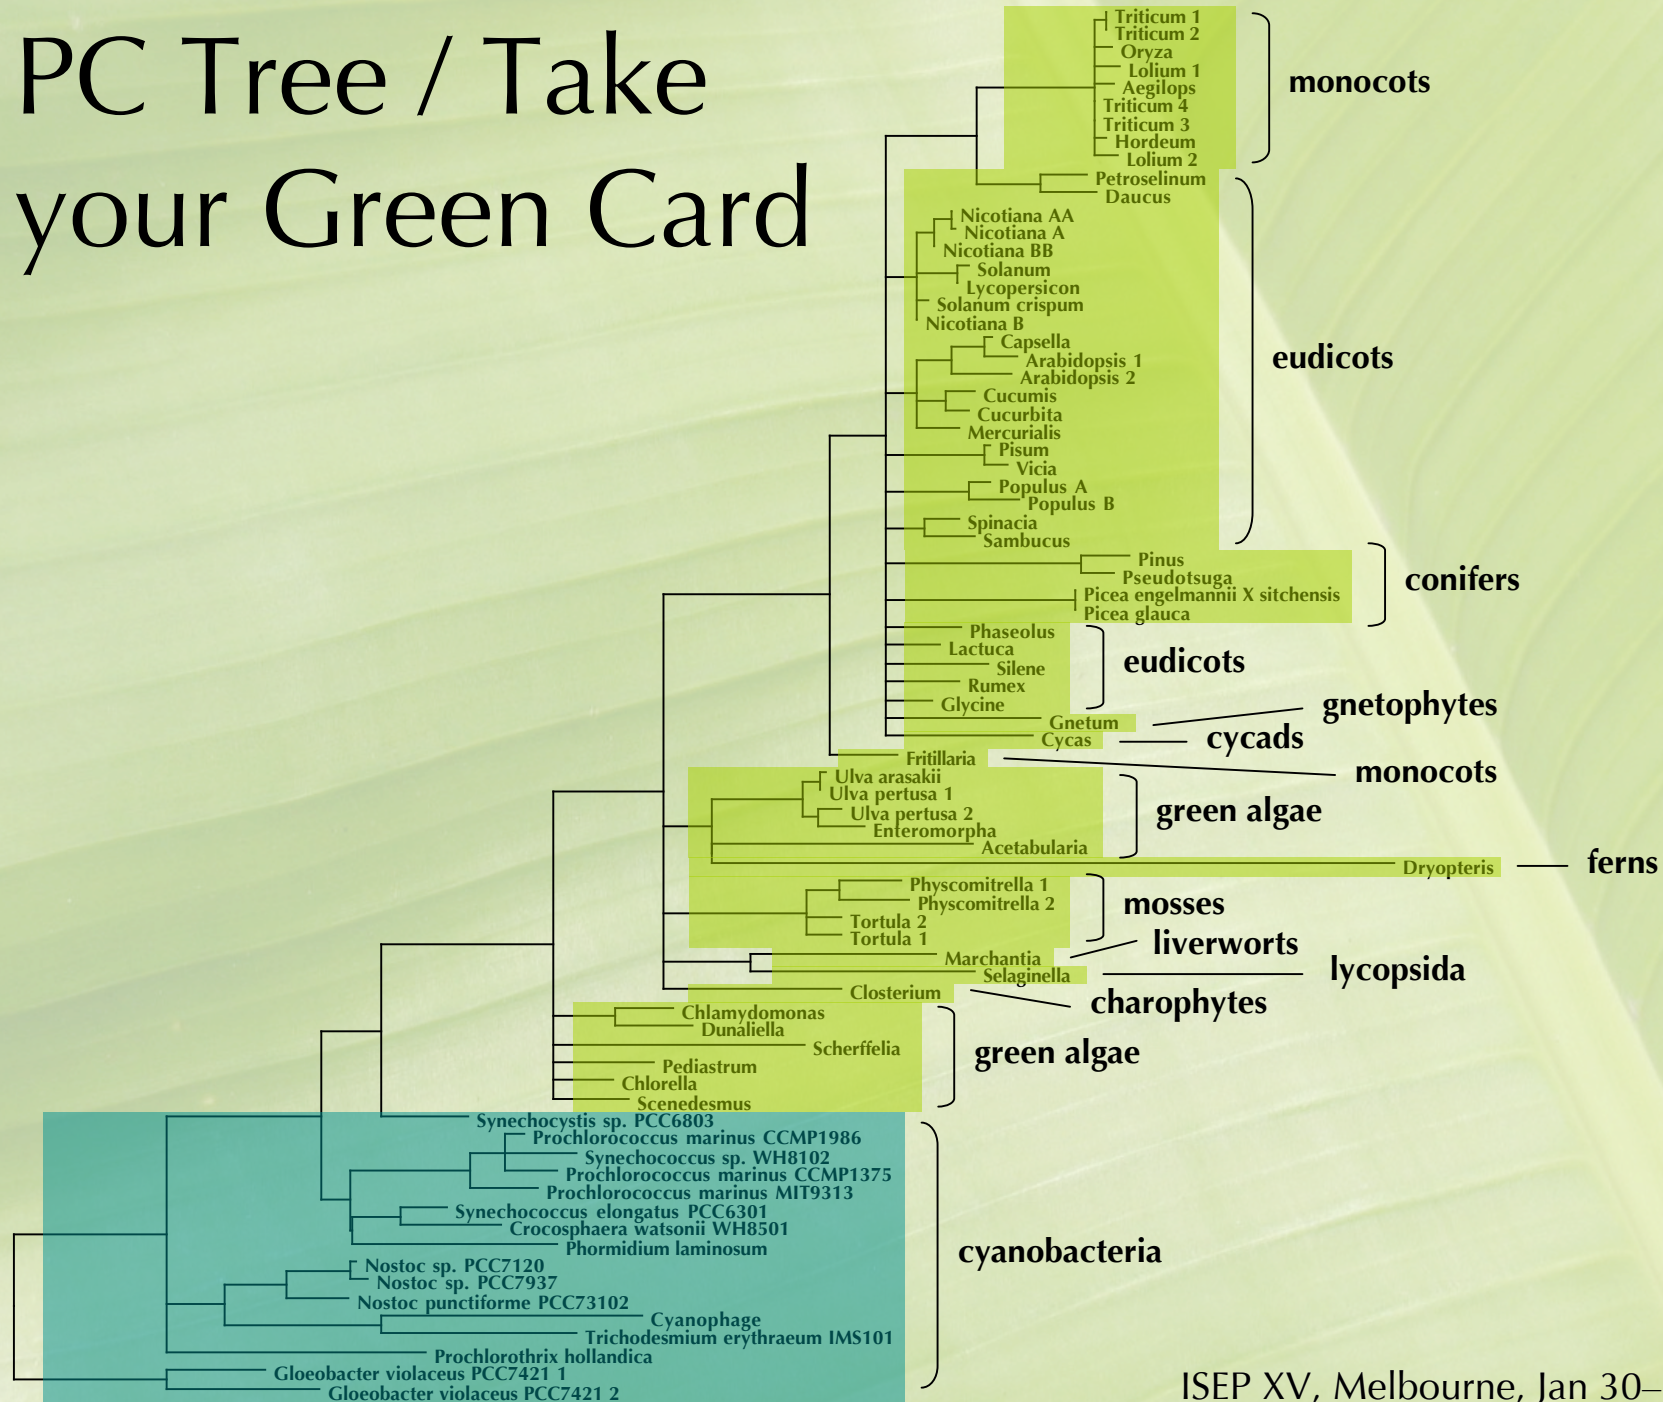 PC Tree / Take
your Green Card
Triticum 1
Triticum 2
Oryza
Lolium 1
Aegilops
Triticum 4
Triticum 3
Hordeum
Lolium 2
monocots
Petroselinum
Daucus
Nicotiana AA
Nicotiana A
Nicotiana BB
Solanum
Lycopersicon
Solanum crispum
Nicotiana B
Capsella
Arabidopsis 1
Arabidopsis 2
Cucumis
Cucurbita
Mercurialis
Pisum
Vicia
Populus A
Populus B
Spinacia
Sambucus
eudicots
Pinus
Pseudotsuga
Picea engelmannii X sitchensis
Picea glauca
conifers
Phaseolus
Lactuca
Silene
Rumex
Glycine
eudicots
Gnetum
gnetophytes
Cycas
cycads
Fritillaria
monocots
Ulva arasakii
Ulva pertusa 1
Ulva pertusa 2
Enteromorpha
Acetabularia
green algae
Dryopteris
ferns
Physcomitrella 1
Physcomitrella 2
Tortula 2
Tortula 1
mosses
Marchantia
liverworts
Selaginella
lycopsida
Closterium
charophytes
Chlamydomonas
Dunaliella
Scherffelia
Pediastrum
Chlorella
Scenedesmus
green algae
Synechocystis sp. PCC6803
Prochlorococcus marinus CCMP1986
Synechococcus sp. WH8102
Prochlorococcus marinus CCMP1375
Prochlorococcus marinus MIT9313
Synechococcus elongatus PCC6301
Crocosphaera watsonii WH8501
Phormidium laminosum
Nostoc sp. PCC7120
Nostoc sp. PCC7937
Nostoc punctiforme PCC73102
Cyanophage
Trichodesmium erythraeum IMS101
Prochlorothrix hollandica
Gloeobacter violaceus PCC7421 1
Gloeobacter violaceus PCC7421 2
cyanobacteria
ISEP XV, Melbourne, Jan 30–